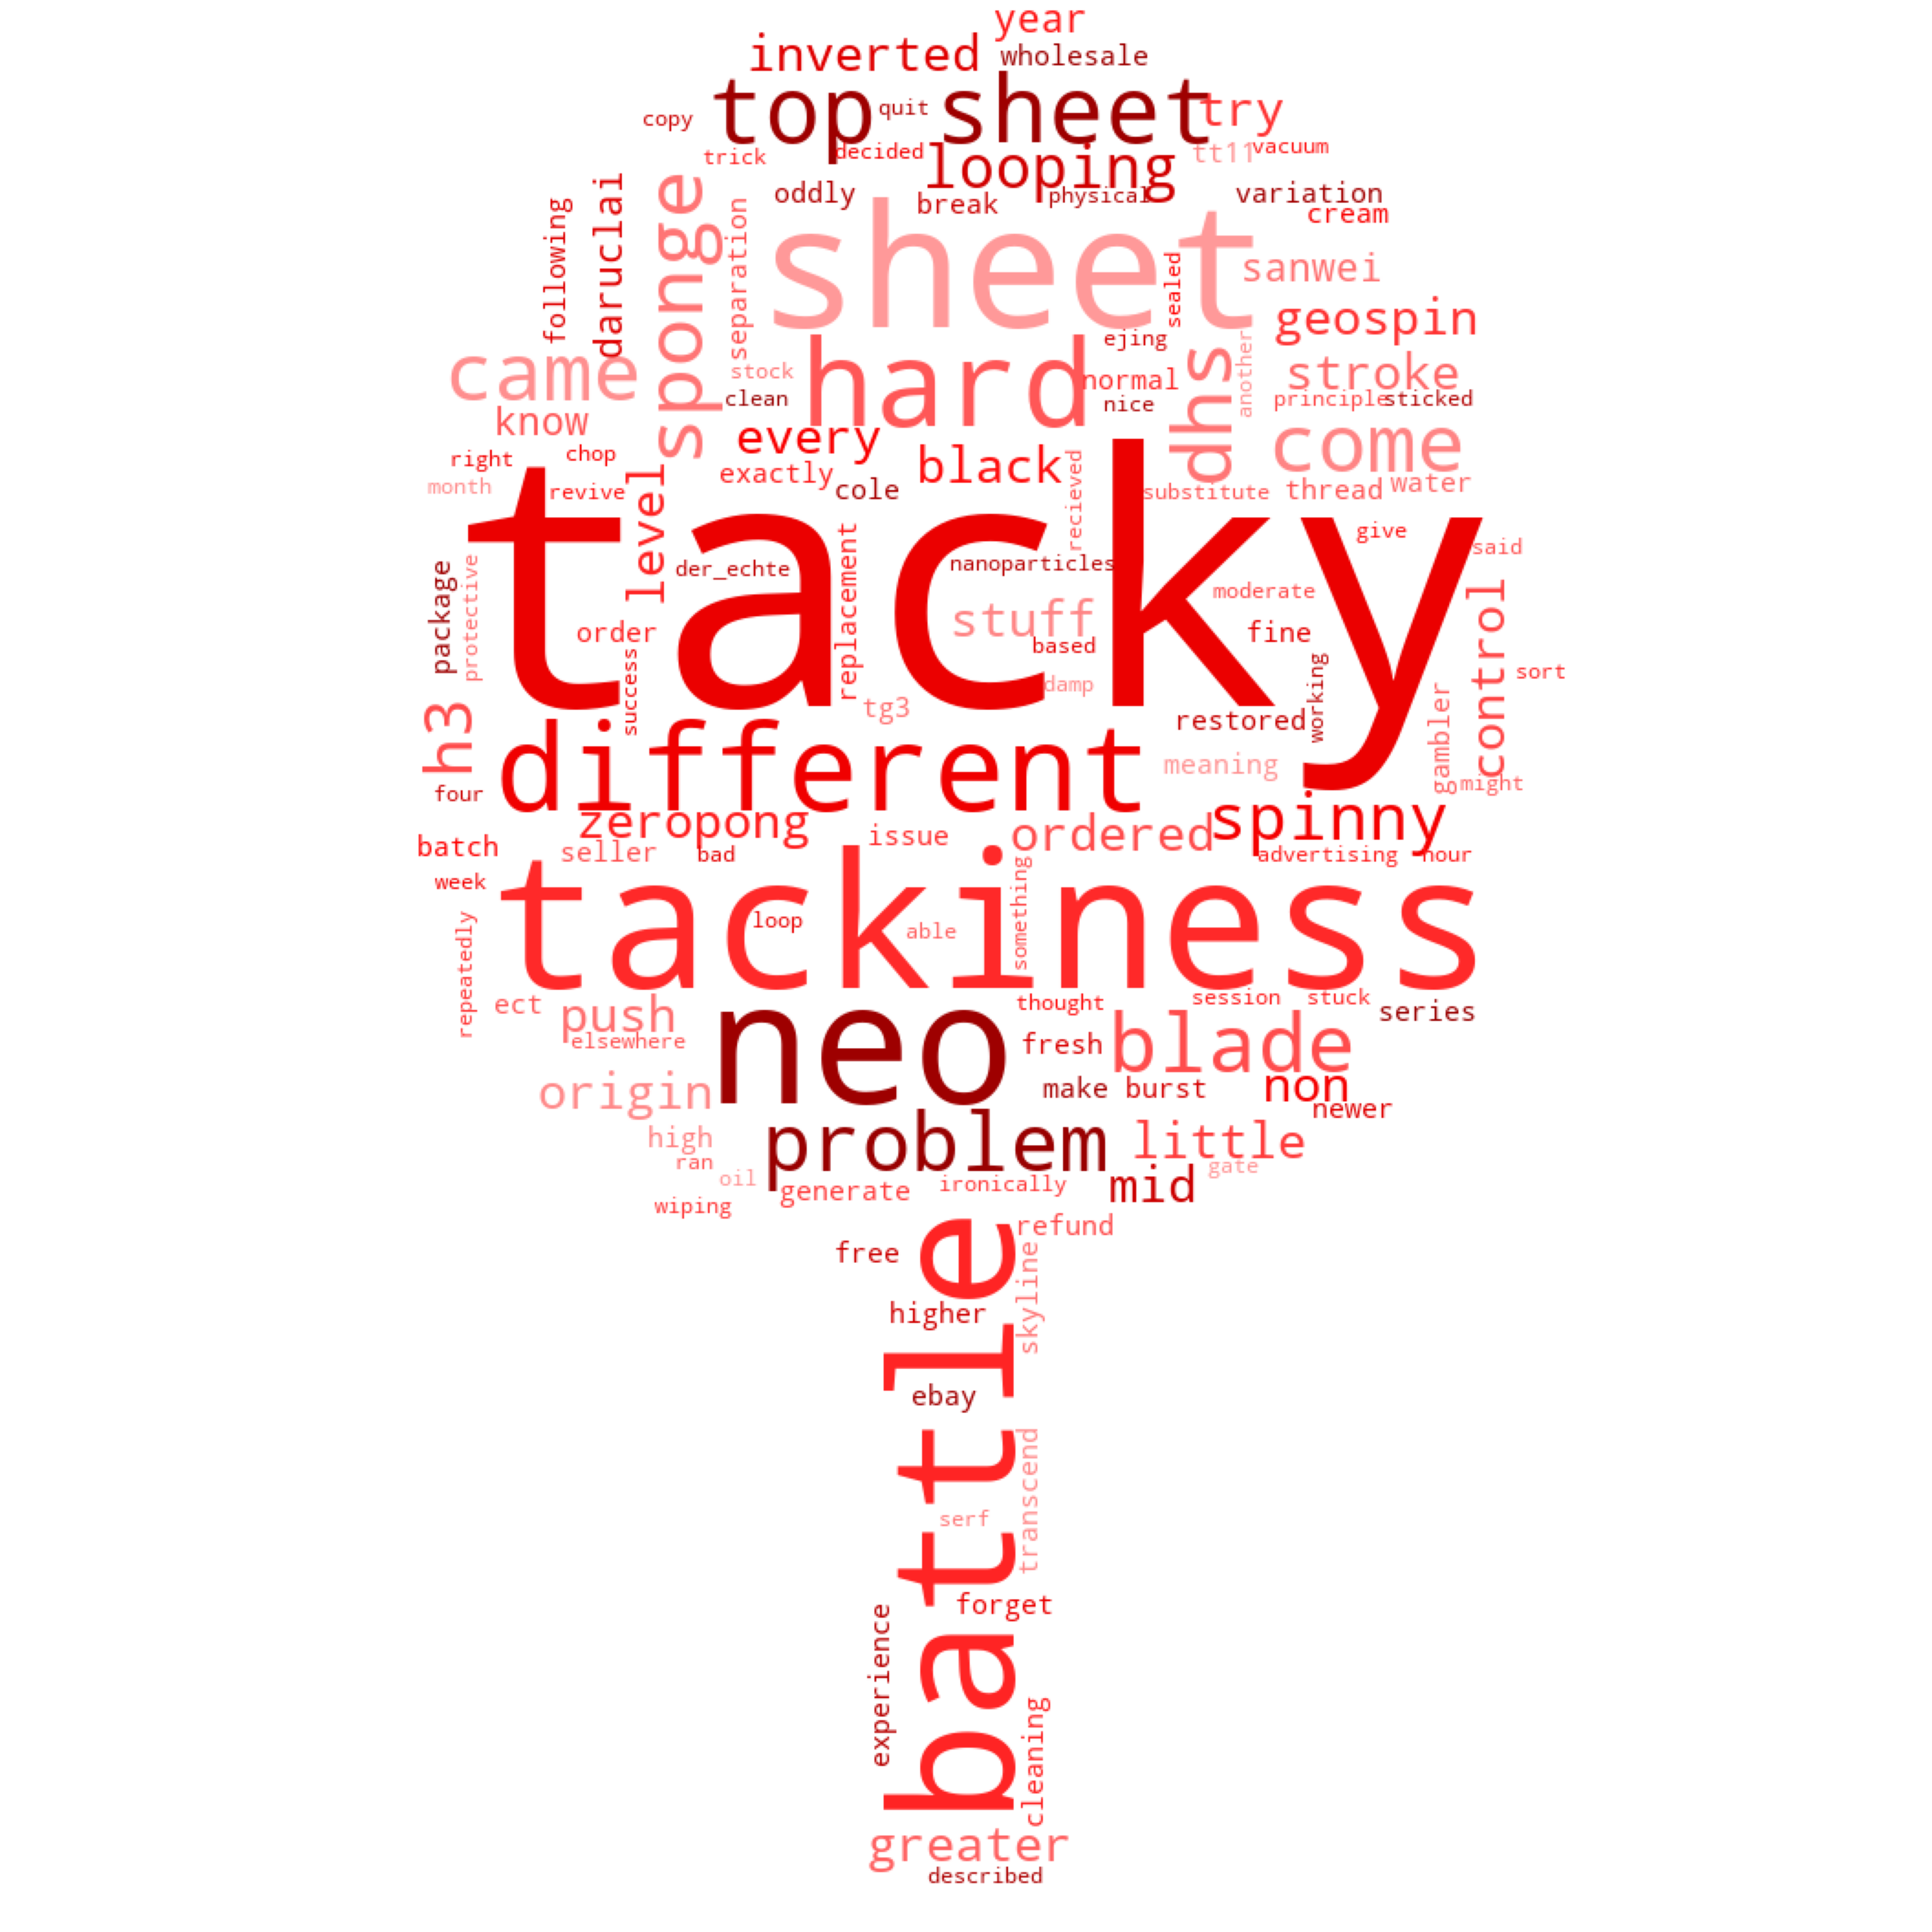 year
inverted
wholesale
top sheet
quit
try
copy
trick
decided
looping
tt11
vacuum
oddly
break
physical
variation
cream
following
daruclai
sponge
separation
sheet
sealed
sanwei
geospin
ejing
came
stock
hard
normal
dhs
another
stroke
know
clean
nice
principle
sticked
every
black
come
right
chop
exactly
cole
recieved
month
revive
level
substitute
thread
water
tacky
give
said
package
protective
der_echte
replacement
nanoparticles
moderate
control
order
stuff
fine
success
based
working
sort
damp
h3
tg3
restored
gambler
different
meaning
four
might
zeropong
issue
ordered
spinny
batch
seller
bad
advertising
hour
week
tackiness
repeatedly
loop
able
something
ect
push
thought
session
stuck
series
elsewhere
neo
fresh
blade
origin
make
burst
non
newer
high
problem
little
ran
oil
gate
generate
ironically
mid
wiping
refund
free
battle
skyline
higher
ebay
transcend
serf
forget
experience
cleaning
greater
described